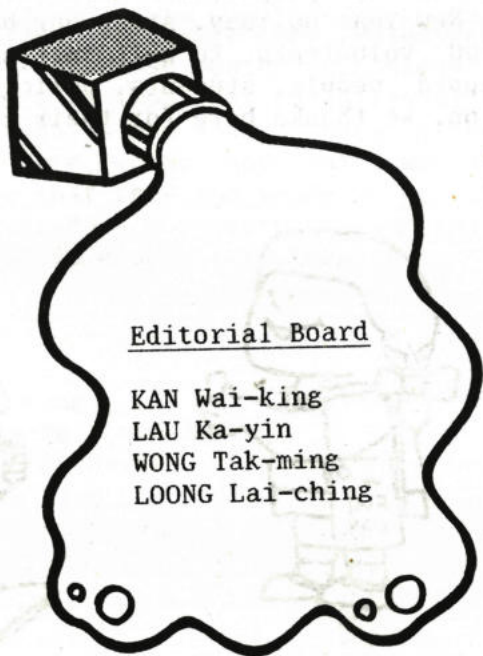 Editorial Board
KAN Wai-king
LAU Ka-yin
WONG Tak-ming
LOONG Lai-ching